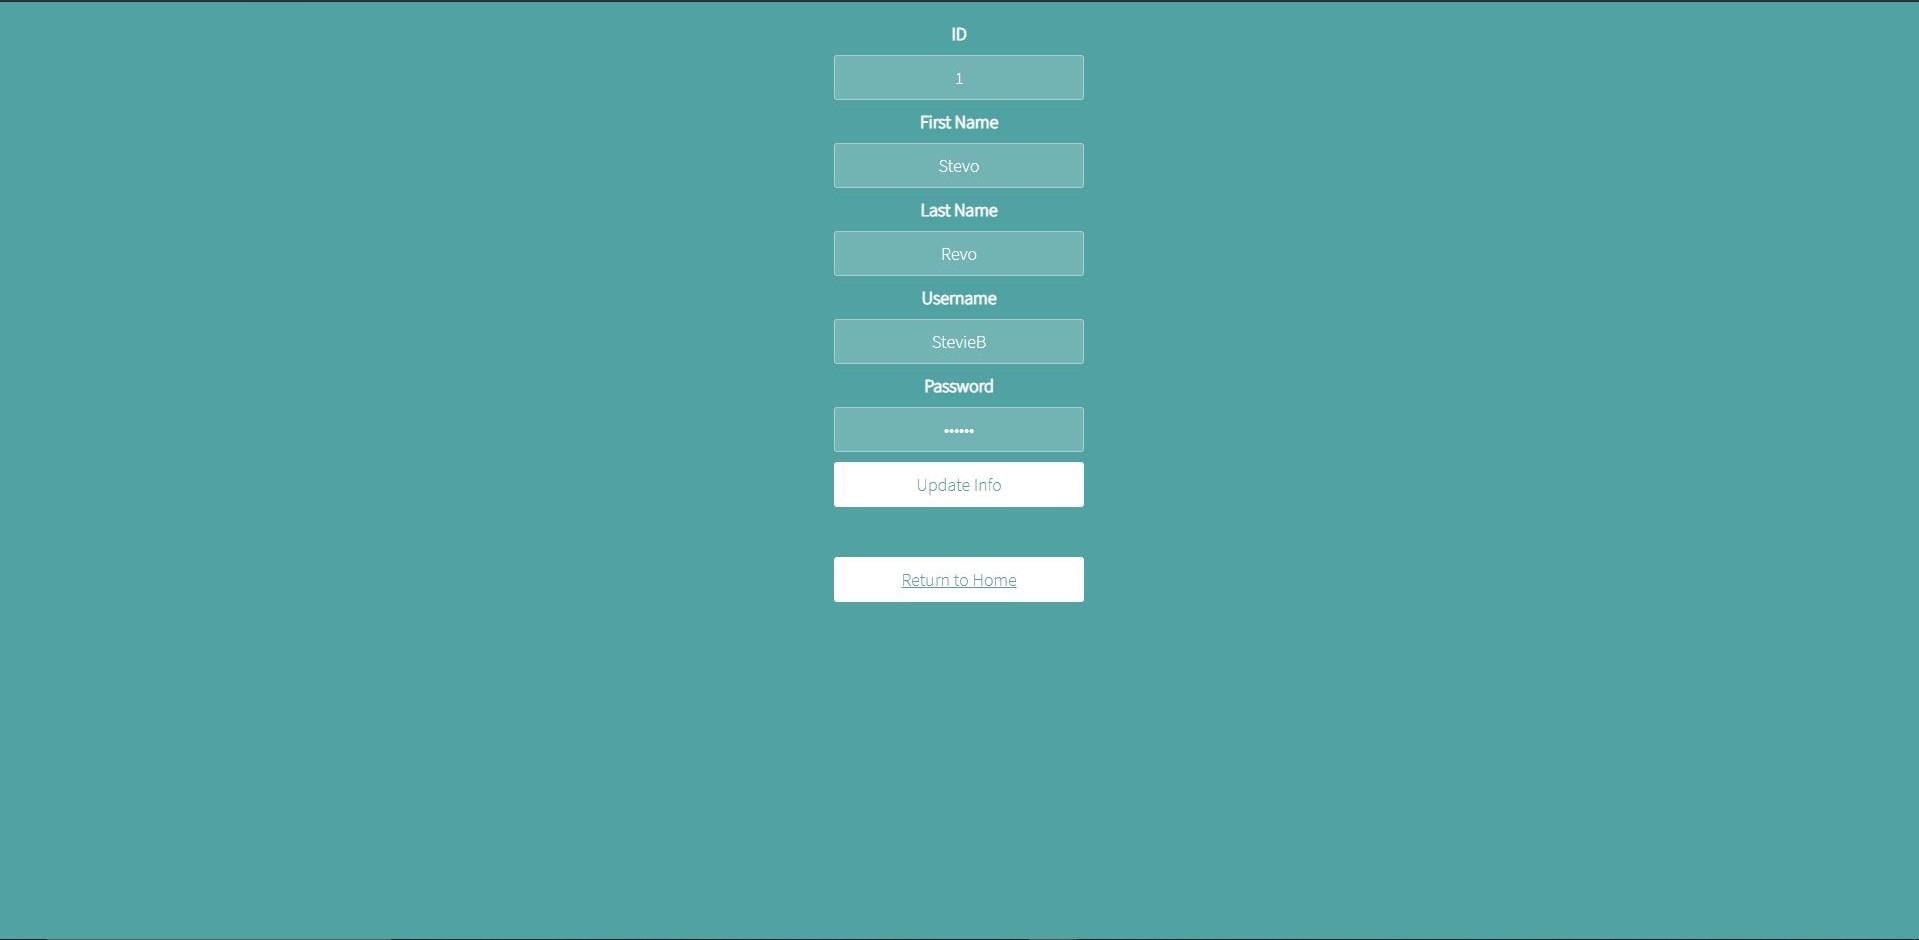 ID
1
First Name
Stevo
Last Name
Revo
Username
StevieB
Password
••••••
Update Info
Return to Home